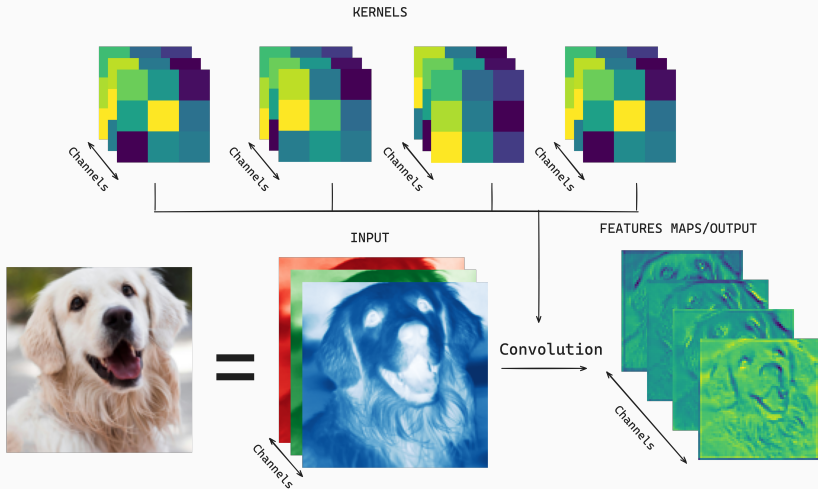 KERNELS
Channels
Channels
Channels
Channels
INPUT
FEATURES MAPS/OUTPUT
Convolution
Channels
Channels